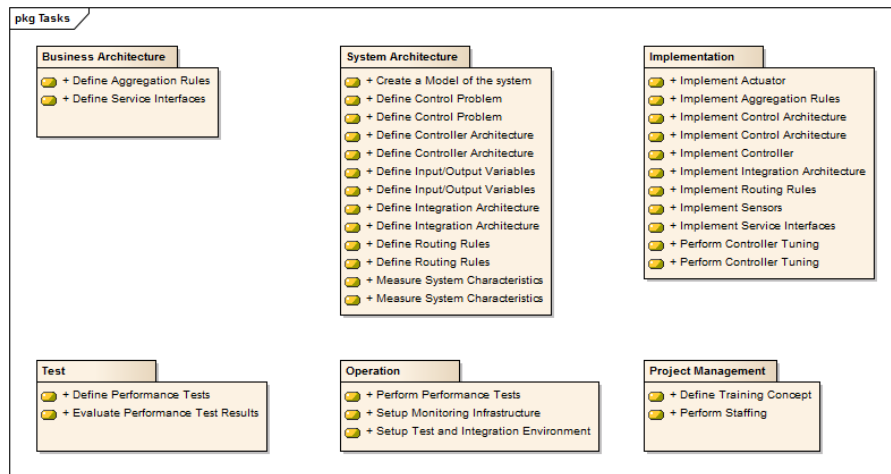 pkg Tasks
Business Architecture
+ Define Aggregation Rules
+ Define Service Interfaces
System Architecture
+ Create a Model of the system
+ Define Control Problem
+ Define Control Problem
+ Define Controller Architecture
+ Define Controller Architecture
+ Define Input/Output Variables
+ Define Input/Output Variables
+ Define Integration Architecture
+ Define Integration Architecture
+ Define Routing Rules
+ Define Routing Rules
+ Measure System Characteristics
+ Measure System Characteristics
Implementation
+ Implement Actuator
+ Implement Aggregation Rules
+ Implement Control Architecture
+ Implement Control Architecture
+ Implement Controller
+ Implement Integration Architecture
+ Implement Routing Rules
+ Implement Sensors
+ Implement Service Interfaces
+ Perform Controller Tuning
+ Perform Controller Tuning
Test
+ Define Performance Tests
+ Evaluate Performance Test Results
Operation
+ Perform Performance Tests
+ Setup Monitoring Infrastructure
+ Setup Test and Integration Environment
Project Management
+ Define Training Concept
+ Perform Staffing